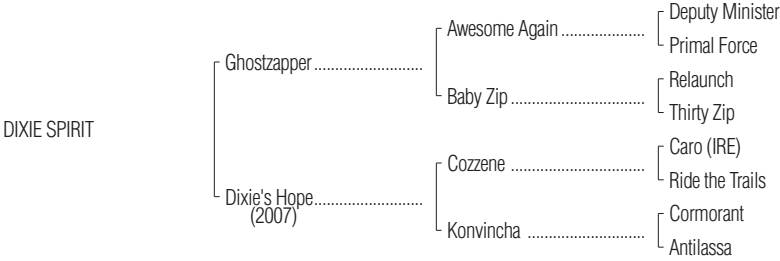 Deputy Minister
Awesome Again ....................
Primal Force
Ghostzapper ..........................
Relaunch
Baby Zip ................................
Thirty Zip
DIXIE SPIRIT
Caro (IRE)
Cozzene ................................
Ride the Trails
Dixie's Hope..........................
(2007)
Cormorant
Konvincha ............................
Antilassa